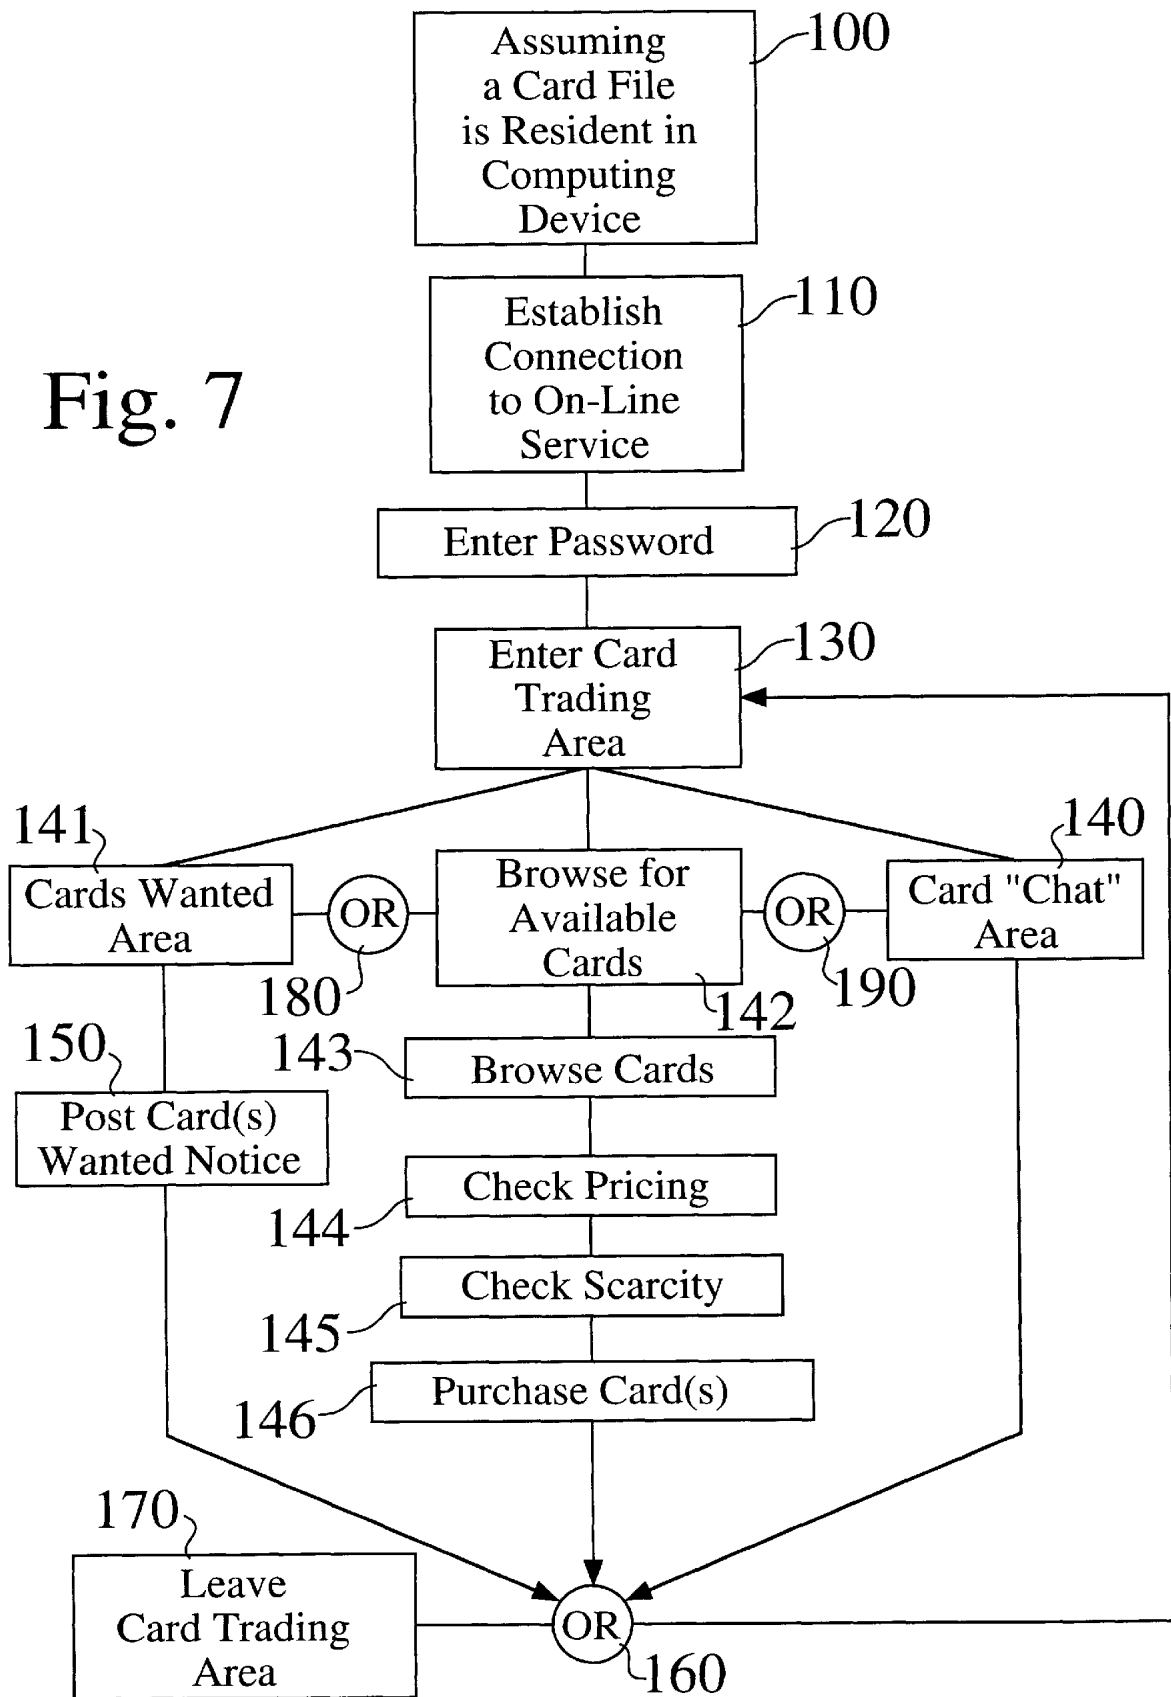 Assuming
a Card File
is Resident in
Computing
Device
100
Establish
Connection
to On-Line
Service
110
Fig. 7
Enter Password
120
Enter Card
Trading
Area
130
141
Cards Wanted
Area
OR
180
Browse for
Available
Cards
142
OR
190
140
Card "Chat"
Area
150
Post Card(s)
Wanted Notice
143
Browse Cards
Check Pricing
144
Check Scarcity
145
Purchase Card(s)
146
170
Leave
Card Trading
Area
OR
160